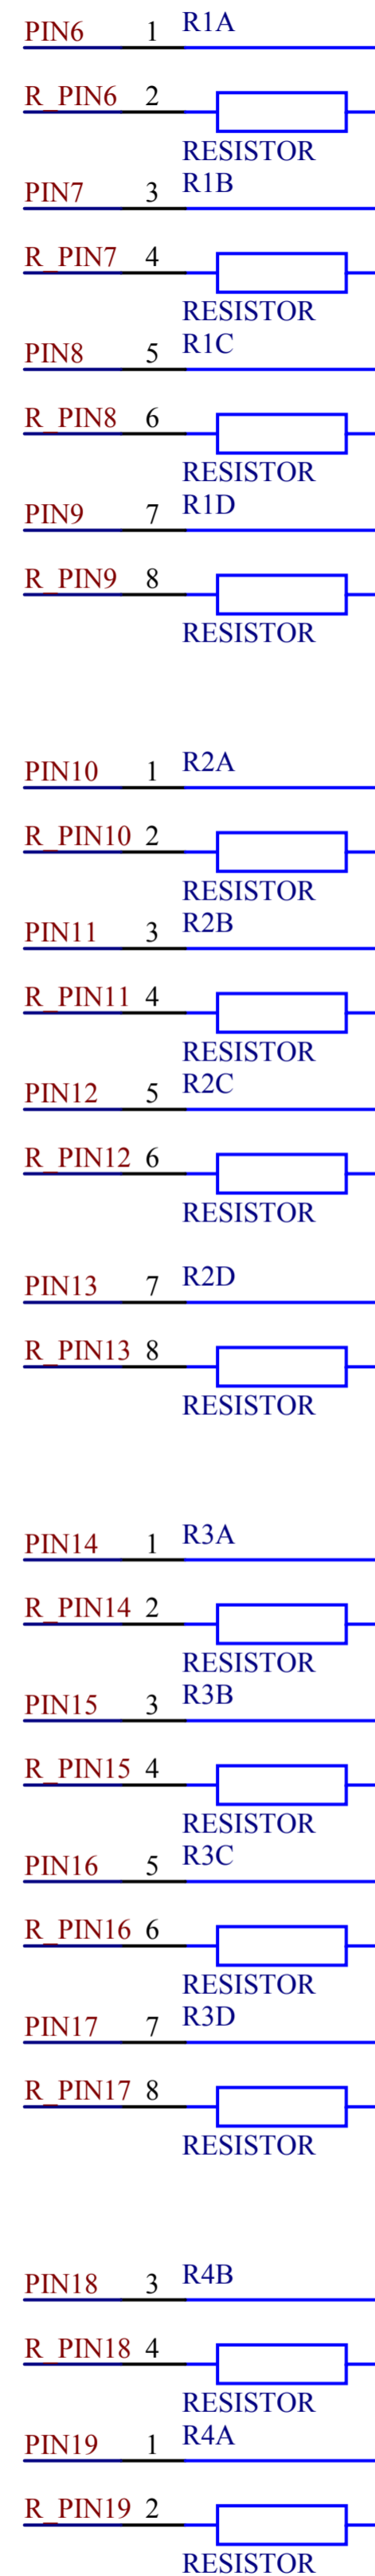 PIN6 1 R1A
R_PIN6 2
RESISTOR
PIN7 3 R1B
R_PIN7 4
RESISTOR
PIN8 5 R1C
R_PIN8 6
RESISTOR
PIN9 7 R1D
R_PIN9 8
RESISTOR
PIN10 1 R2A
R_PIN10 2
RESISTOR
PIN11 3 R2B
R_PIN11 4
RESISTOR
PIN12 5 R2C
R_PIN12 6
RESISTOR
PIN13 7 R2D
R_PIN13 8
RESISTOR
PIN14 1 R3A
R_PIN14 2
RESISTOR
PIN15 3 R3B
R_PIN15 4
RESISTOR
PIN16 5 R3C
R_PIN16 6
RESISTOR
PIN17 7 R3D
R_PIN17 8
RESISTOR
PIN18 3 R4B
R_PIN18 4
RESISTOR
PIN19 1 R4A
R_PIN19 2
RESISTOR